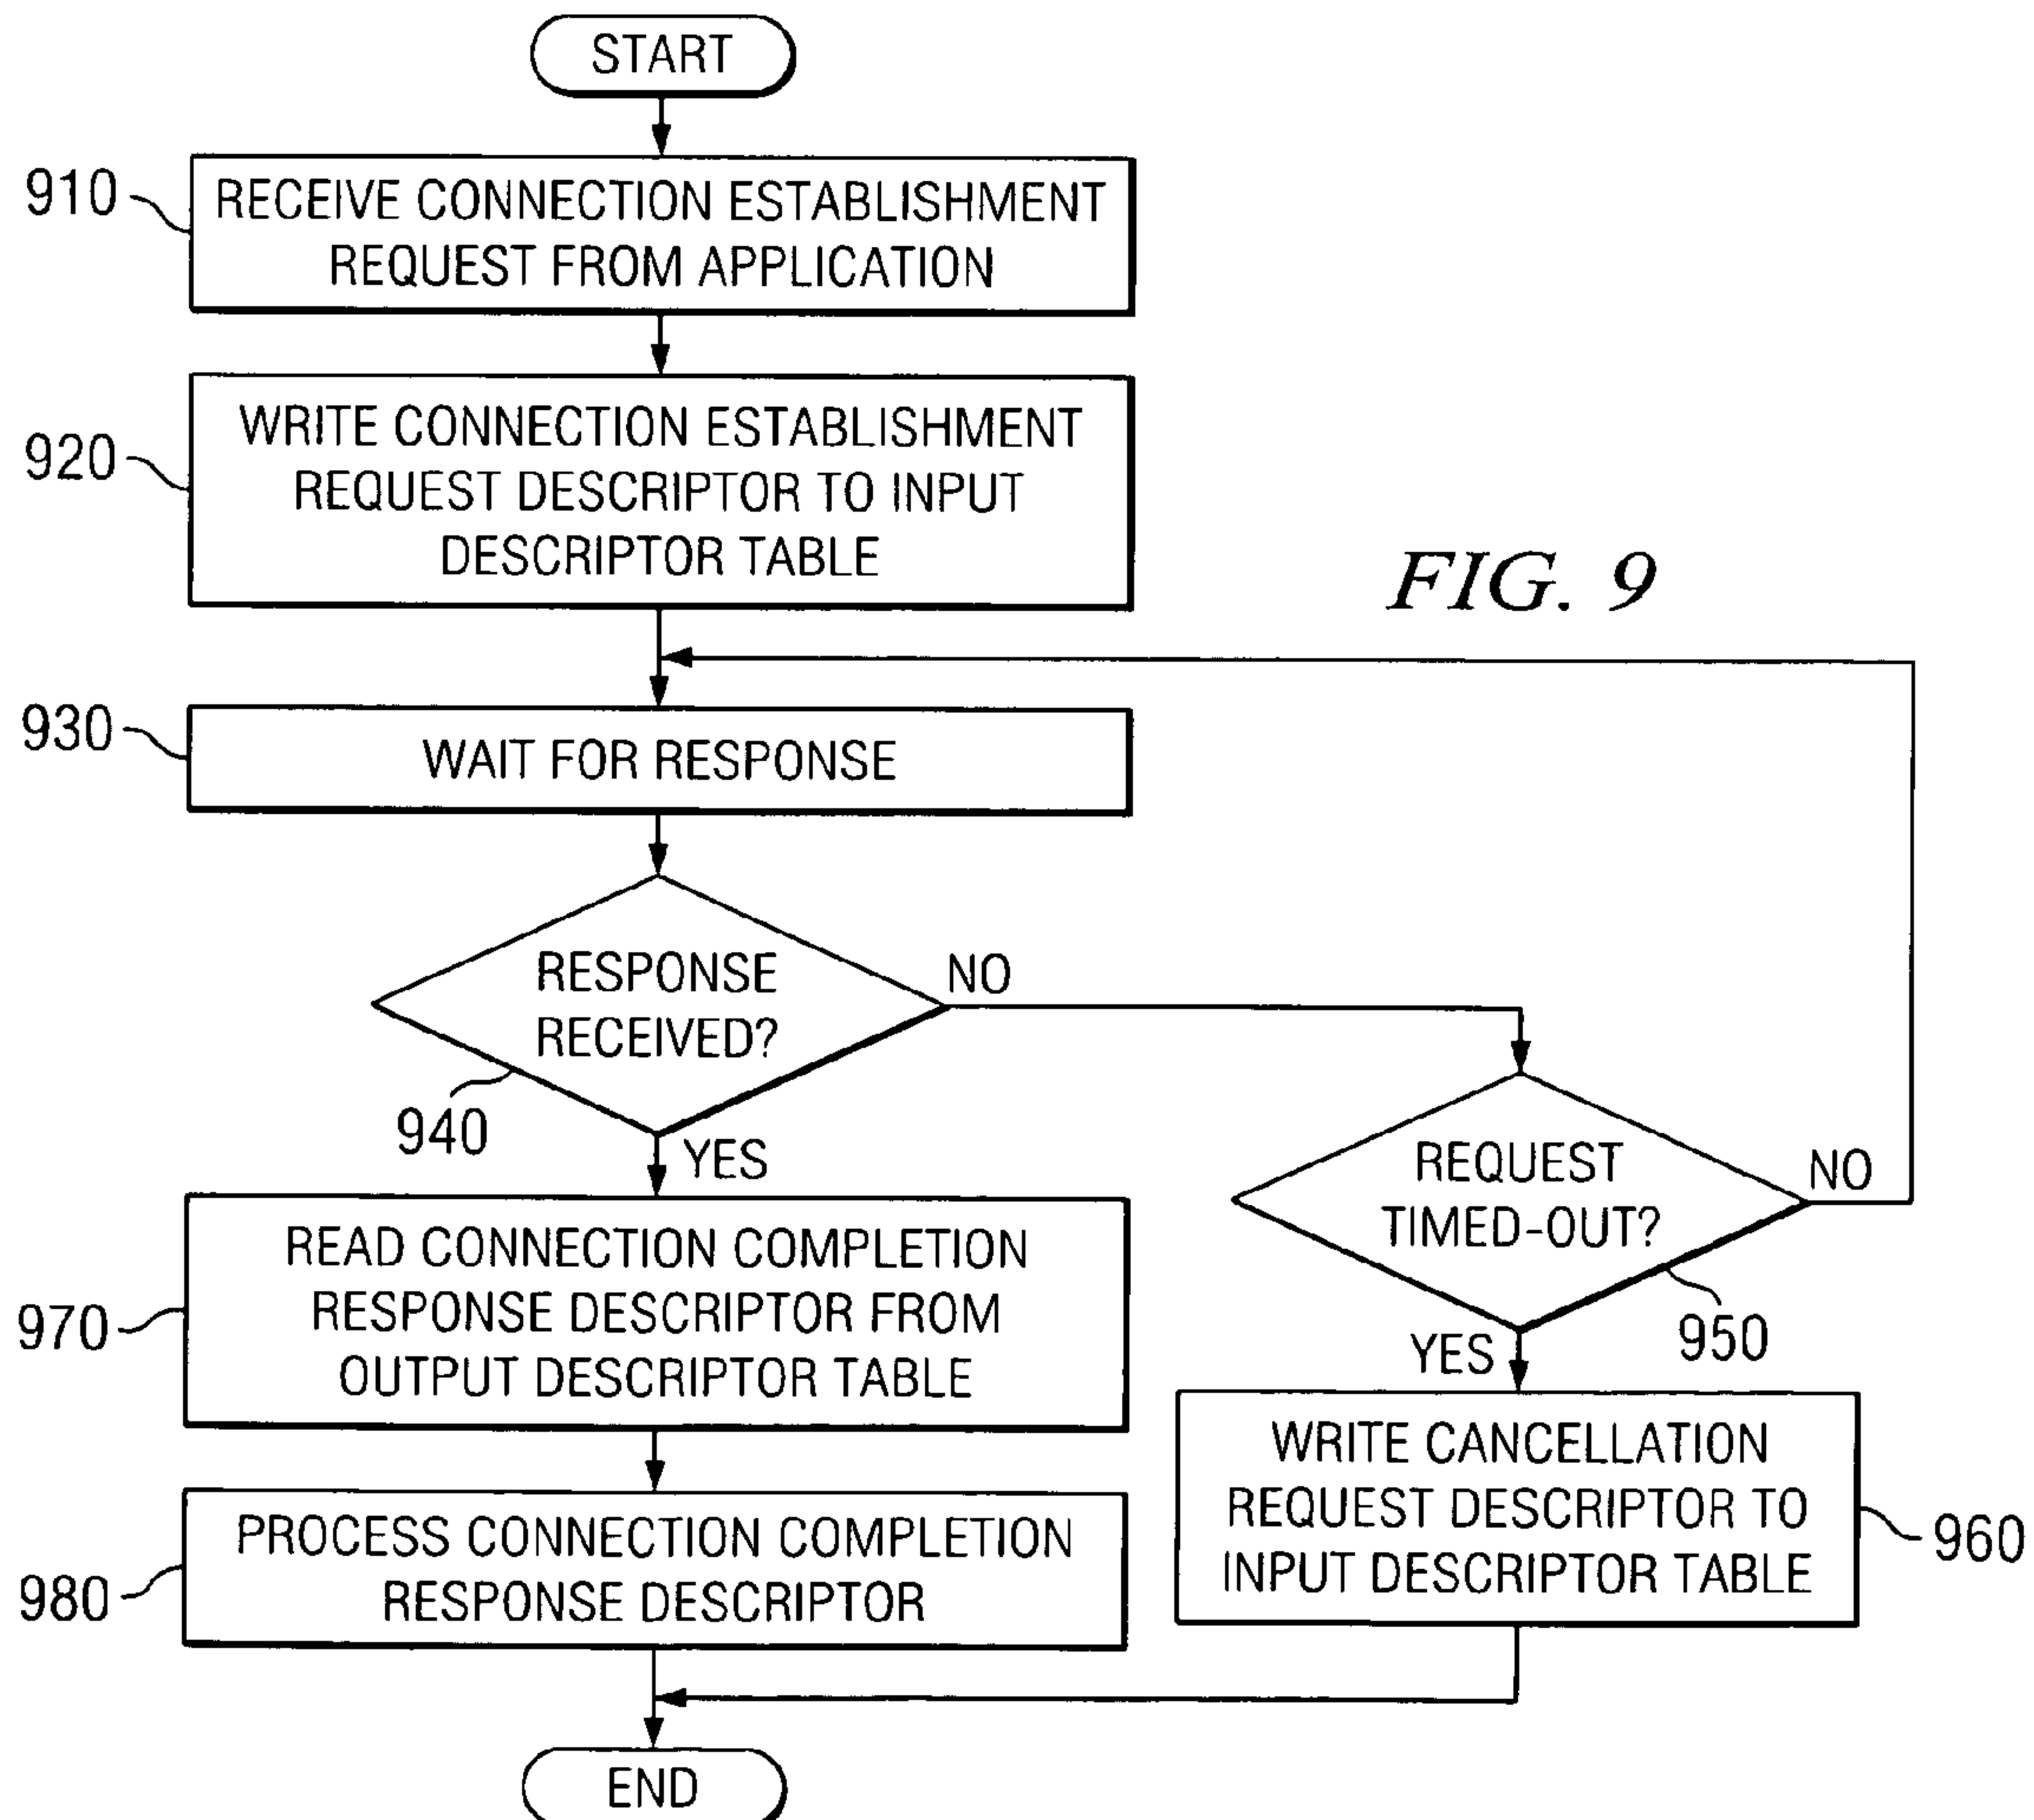 START
910
RECEIVE CONNECTION ESTABLISHMENT
REQUEST FROM APPLICATION
920
WRITE CONNECTION ESTABLISHMENT
REQUEST DESCRIPTOR TO INPUT
DESCRIPTOR TABLE
FIG. 9
930
WAIT FOR RESPONSE
RESPONSE
RECEIVED?
NO
940
YES
REQUEST
TIMED-OUT?
NO
950
YES
970
READ CONNECTION COMPLETION
RESPONSE DESCRIPTOR FROM
OUTPUT DESCRIPTOR TABLE
WRITE CANCELLATION
REQUEST DESCRIPTOR TO
INPUT DESCRIPTOR TABLE
960
980
PROCESS CONNECTION COMPLETION
RESPONSE DESCRIPTOR
END